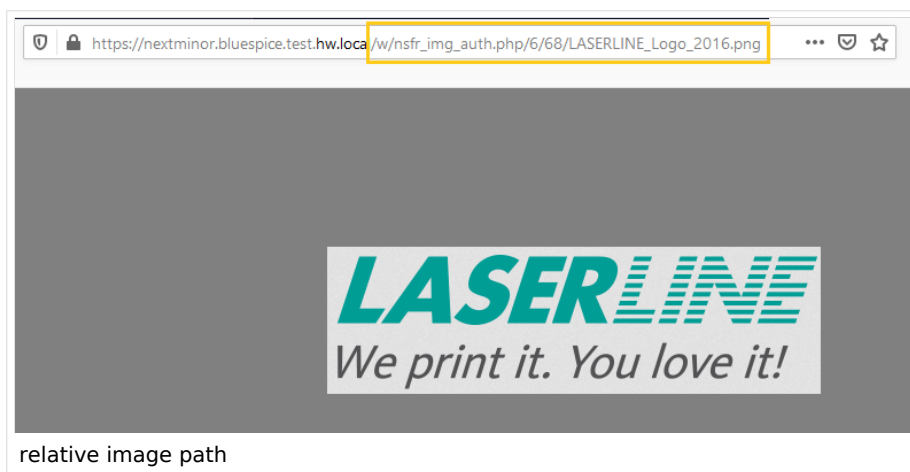 https://nextminor.bluespice.test.hw.loca/w/nsfr_img_auth.php/6/68/LASERLINE_Logo_2016.png
LASERLINE
We print it. You love it!
relative image path